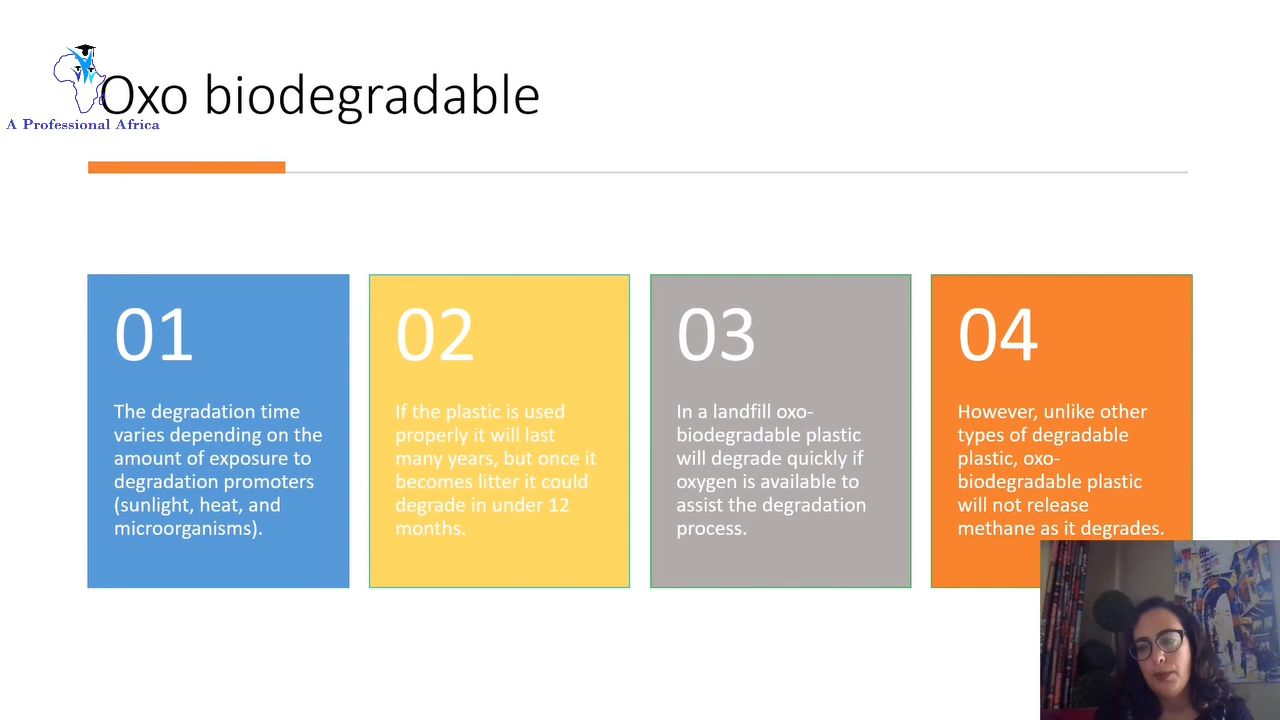 Oxo biodegradable
A Professional Africa
01
The degradation time
varies depending on the
amount of exposure to
degradation promoters
(sunlight, heat, and
microorganisms).
02
If the plastic is used
properly it will last
many years, but once it
becomes litter it could
degrade in under 12
months.
03
In a landfill oxo-
biodegradable plastic
will degrade quickly if
oxygen is available to
assist the degradation
process.
04
However, unlike other
types of degradable
plastic, oxo-
biodegradable plastic
will not release
methane as it degrades.